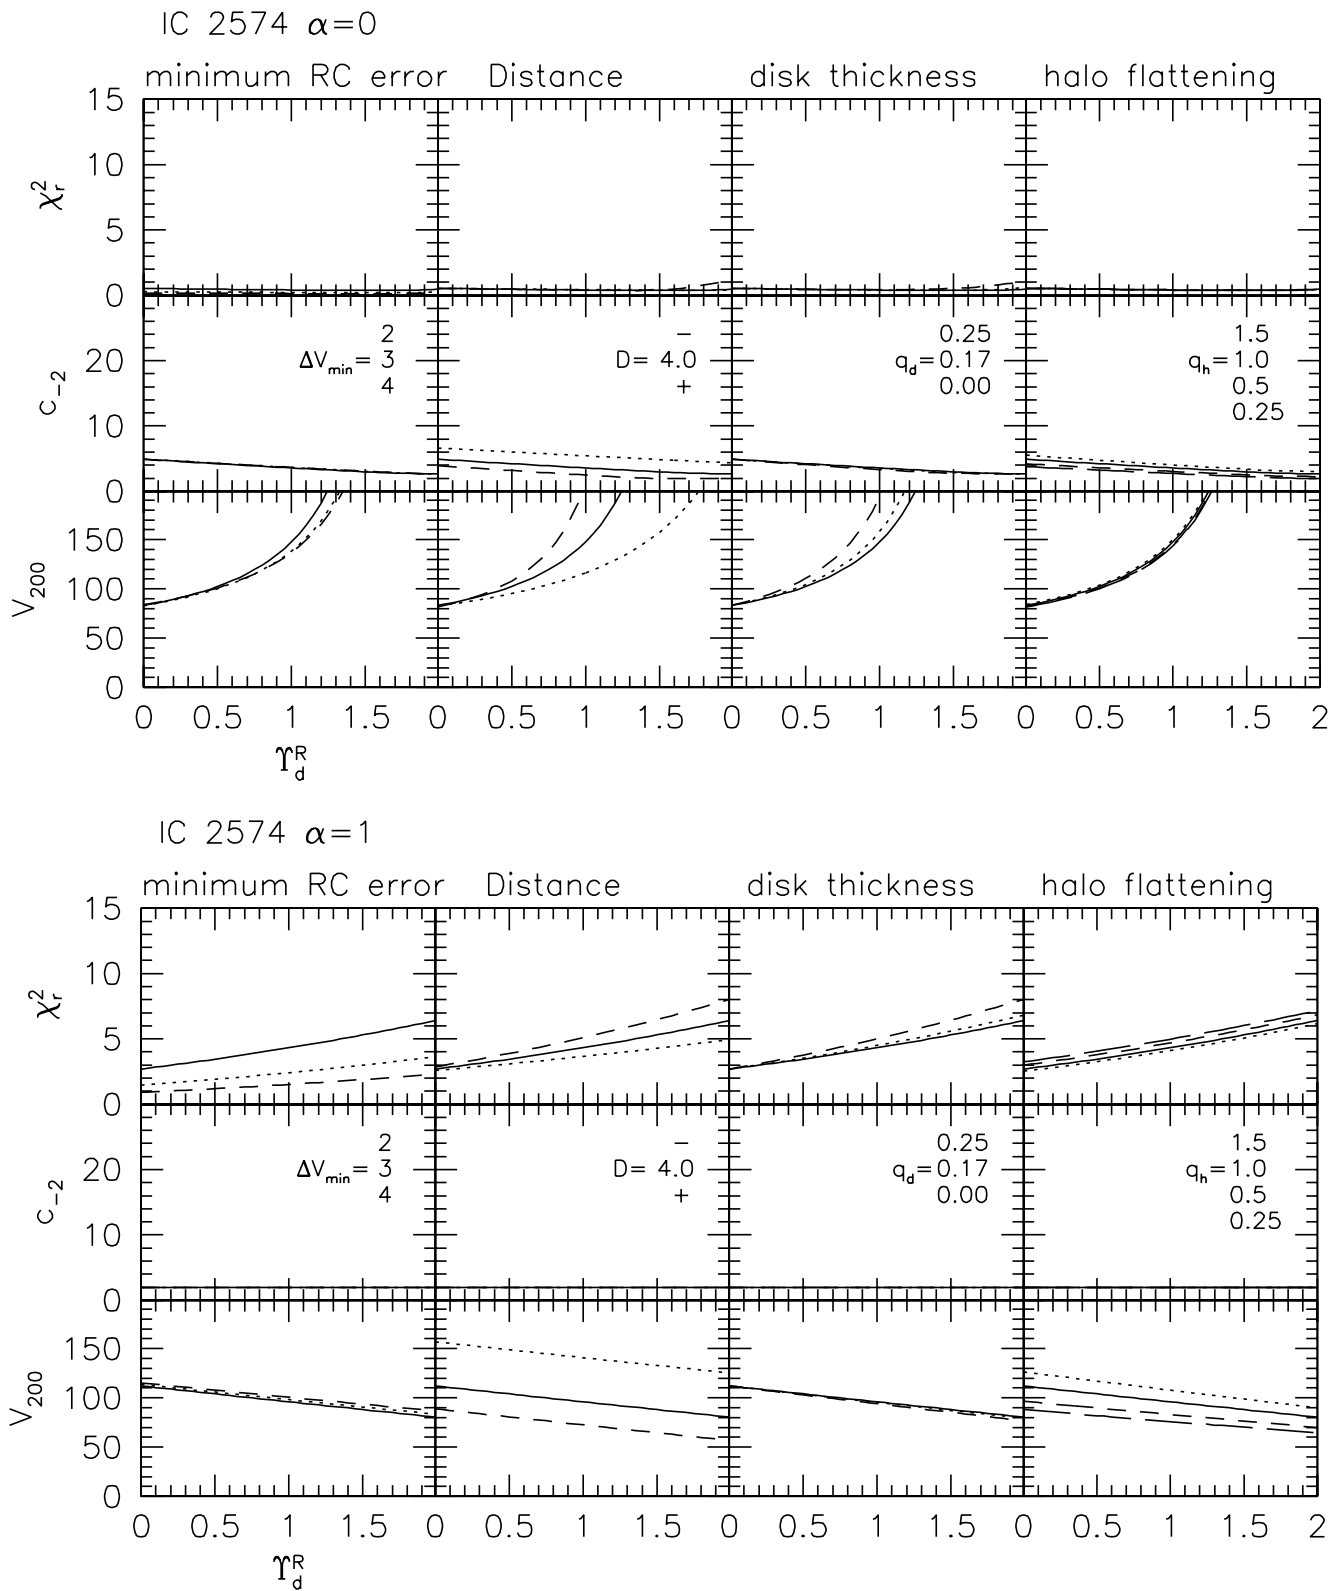 IC 2574 α=0
minimum RC error Distance disk thickness halo flattening
15
10
χ²r
5
0
2 − 0.25 1.5
20 ΔVmin= 3 D= 4.0 qd=0.17 qh=1.0
4 + 0.00 0.5
c−2
0.25
10
0
150
V200
100
50
0
0 0.5 1 1.5 0 0.5 1 1.5 0 0.5 1 1.5 0 0.5 1 1.5 2
ϒRd
IC 2574 α=1
minimum RC error Distance disk thickness halo flattening
15
10
χ²r
5
0
2 − 0.25 1.5
20 ΔVmin= 3 D= 4.0 qd=0.17 qh=1.0
4 + 0.00 0.5
c−2
0.25
10
0
150
V200
100
50
0
0 0.5 1 1.5 0 0.5 1 1.5 0 0.5 1 1.5 0 0.5 1 1.5 2
ϒRd